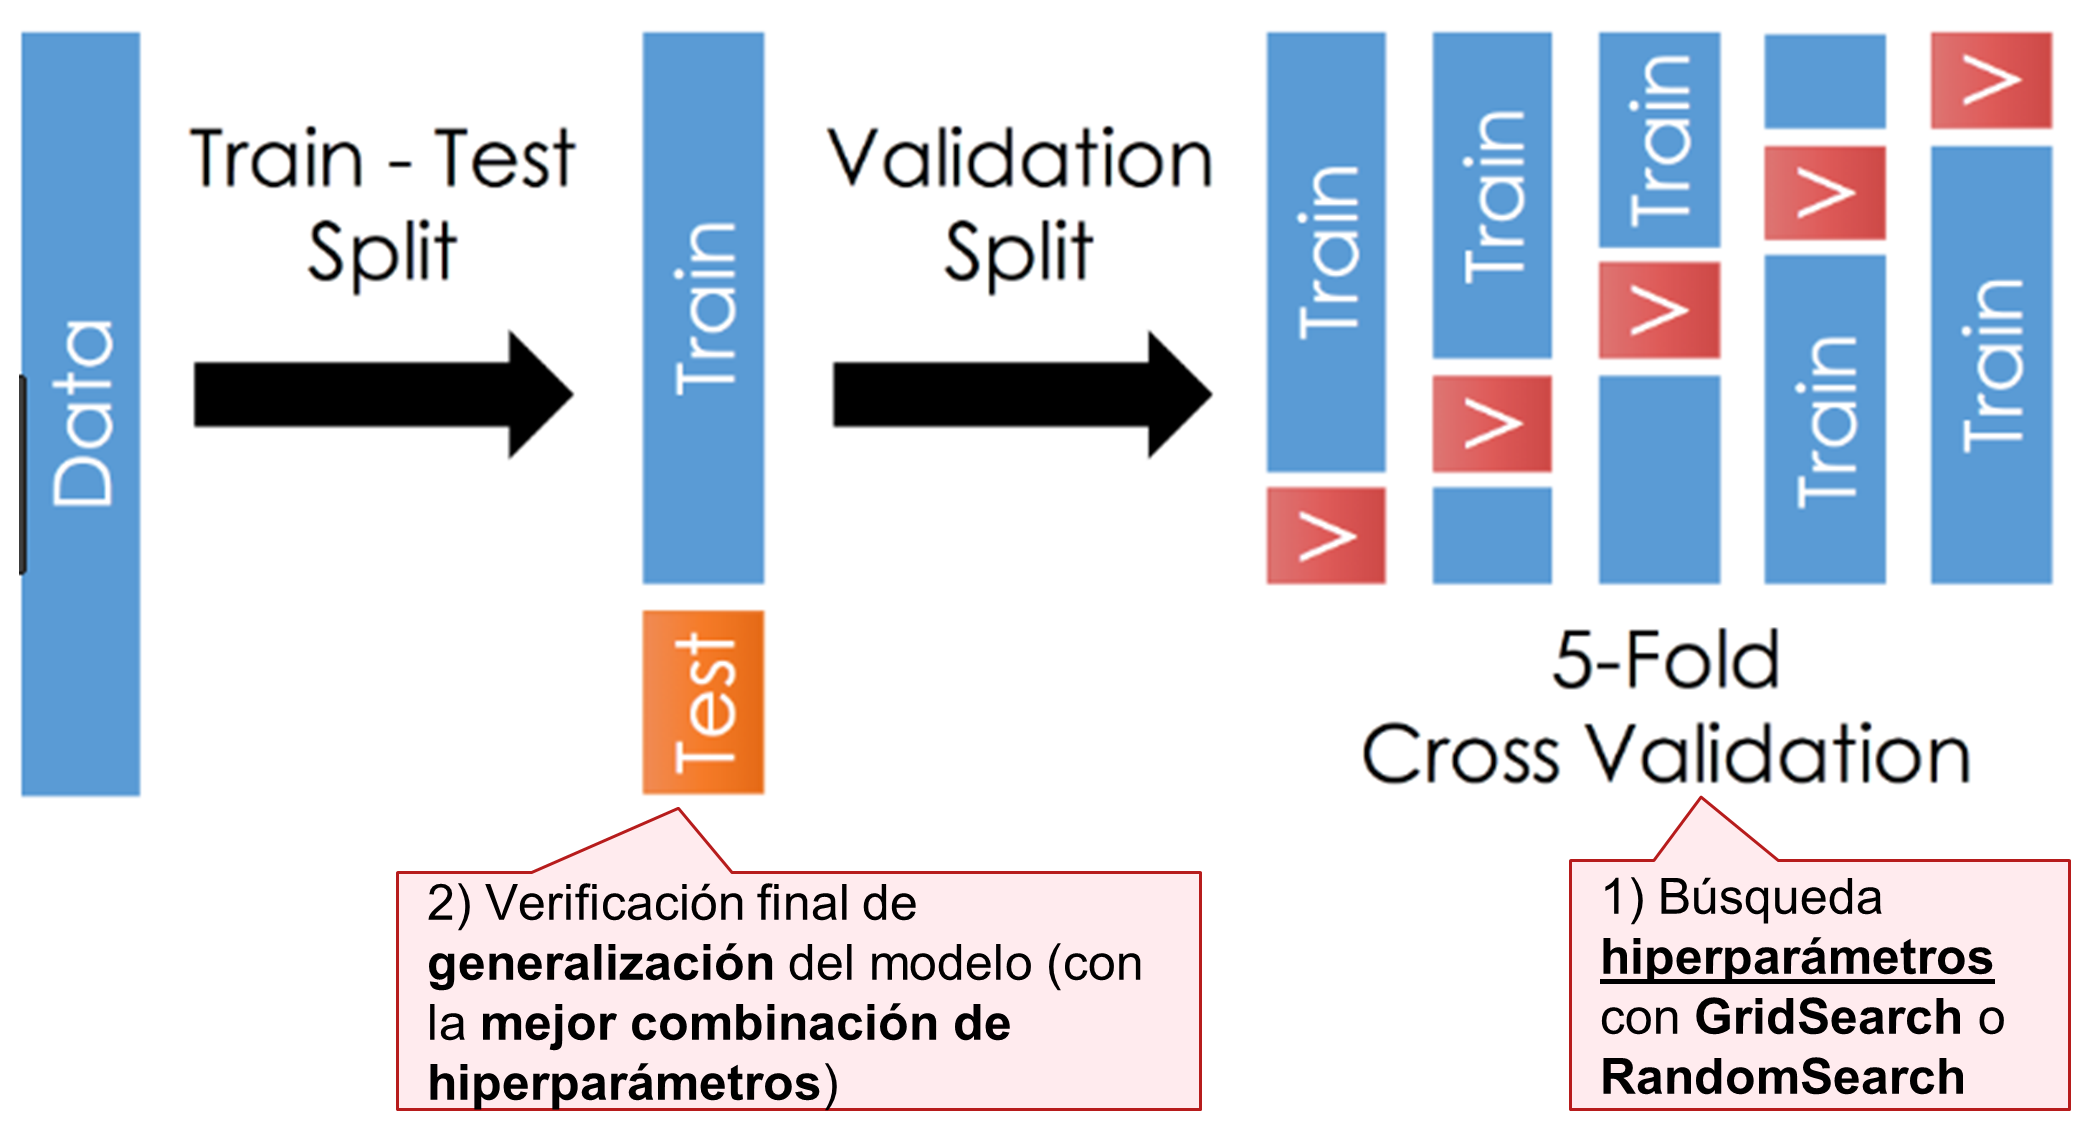 Data
Train - Test
Split
Train
Test
Validation
Split
Train
V
Train
V
Train
V
V
Train
V
Train
5-Fold
Cross Validation
2) Verificación final de
generalización del modelo (con
la mejor combinación de
hiperparámetros)
1) Búsqueda
hiperparámetros
con GridSearch o
RandomSearch